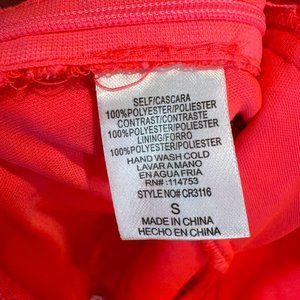 SELF/CASCARA
100%POLYESTER/POLIESTER
CONTRAST/CONTRASTE
100%POLYESTER/POLIESTER
LINING/FORRO
100%POLYESTER/POLIESTER
HAND WASH COLD
LAVAR A MANO
EN AGUA FRIA
RN# :114753
STYLE NO# CR3116
S
MADE IN CHINA
HECHO EN CHINA